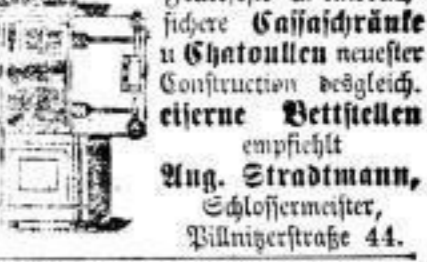 sichere Cassaschränke
u Chatoullen neuester
Construction desgleich.
eiserne Bettstellen
empfiehlt
Aug. Stradtmann,
Schlossermeister,
Pillnitzerstraße 44.